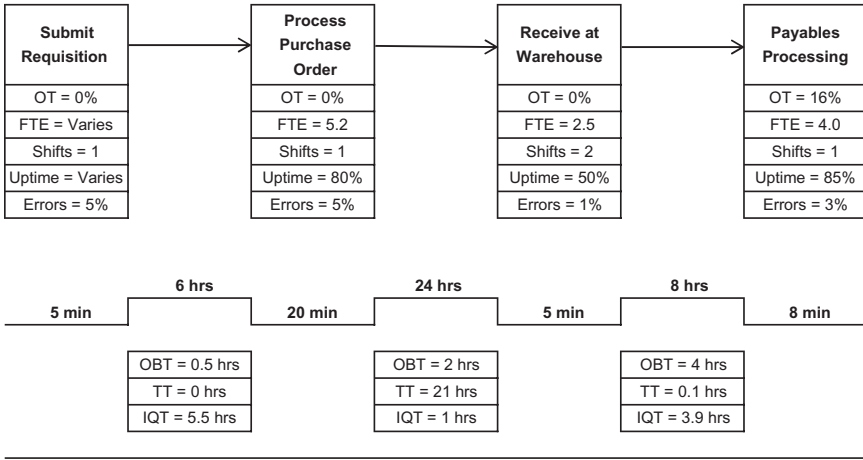 Submit
Requisition
OT = 0%
FTE = Varies
Shifts = 1
Uptime = Varies
Errors = 5%
Process
Purchase
Order
OT = 0%
FTE = 5.2
Shifts = 1
Uptime = 80%
Errors = 5%
Receive at
Warehouse
OT = 0%
FTE = 2.5
Shifts = 2
Uptime = 50%
Errors = 1%
Payables
Processing
OT = 16%
FTE = 4.0
Shifts = 1
Uptime = 85%
Errors = 3%
5 min
6 hrs
20 min
24 hrs
5 min
8 hrs
8 min
OBT = 0.5 hrs
TT = 0 hrs
IQT = 5.5 hrs
OBT = 2 hrs
TT = 21 hrs
IQT = 1 hrs
OBT = 4 hrs
TT = 0.1 hrs
IQT = 3.9 hrs